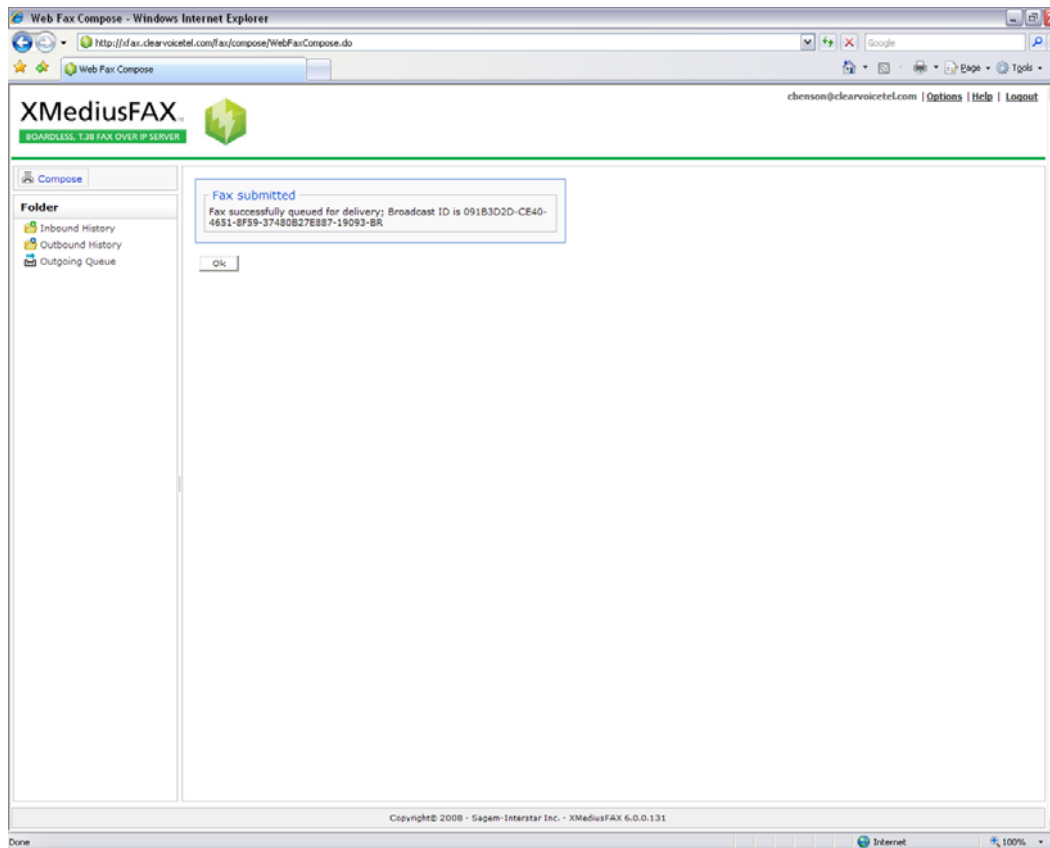 Web Fax Compose - Windows Internet Explorer
http://xfax.clearvoicetel.com/fax/compose/WebFaxCompose.do
Google
Web Fax Compose
Page
Tools
XMediusFAX
BOARDLESS, T.38 FAX OVER IP SERVER
cbenson@clearvoicetel.com | Options | Help | Logout
Compose
Folder
Inbound History
Outbound History
Outgoing Queue
Fax submitted
Fax successfully queued for delivery; Broadcast ID is 091B3D2D-CE40-
4651-8F59-37480B27E887-19093-BR
Ok
Copyright© 2008 - Sagem-Interstar Inc. - XMediusFAX 6.0.0.131
Done
Internet
100%